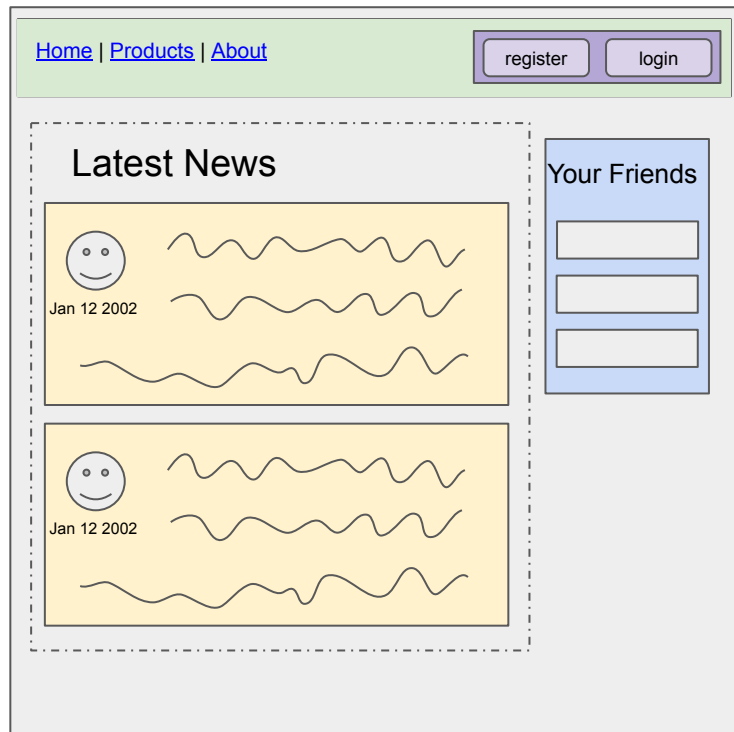 Home | Products | About
register
login
Latest News
Your Friends
Jan 12 2002
Jan 12 2002